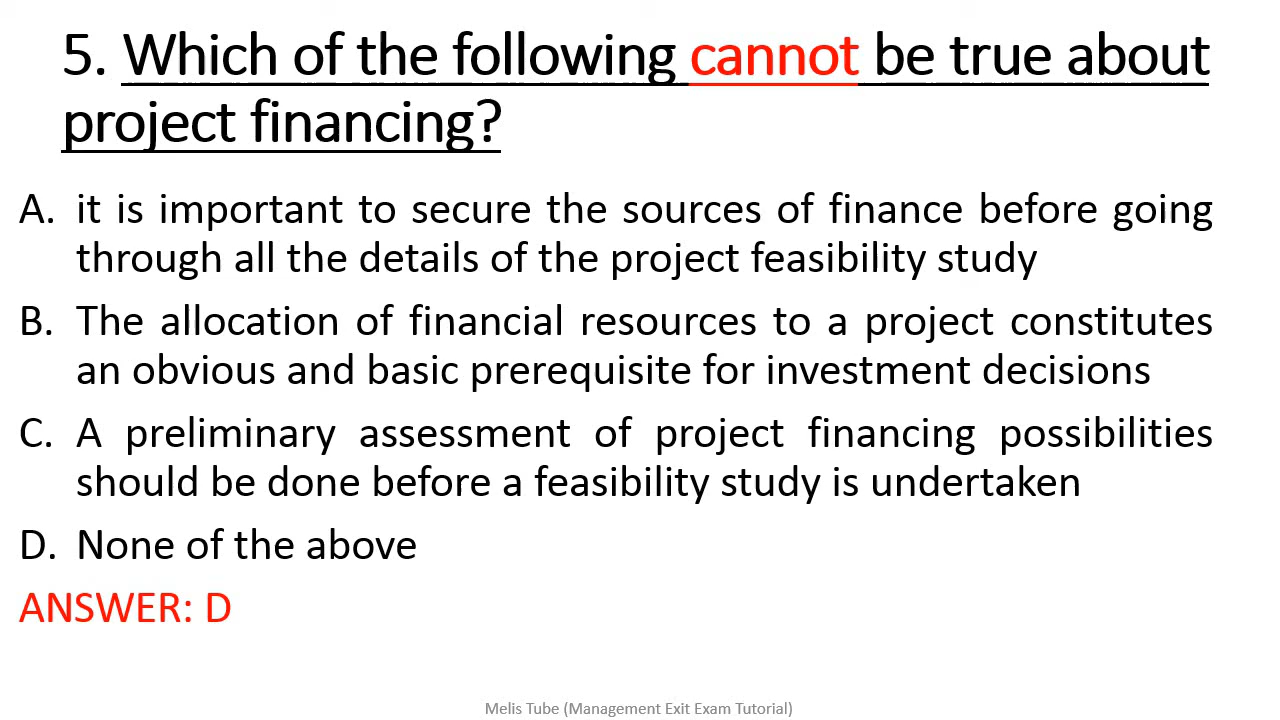 5. Which of the following cannot be true about
project financing?
A. it is important to secure the sources of finance before going
through all the details of the project feasibility study
B. The allocation of financial resources to a project constitutes
an obvious and basic prerequisite for investment decisions
C. A preliminary assessment of project financing possibilities
should be done before a feasibility study is undertaken
D. None of the above
ANSWER: D
Melis Tube (Management Exit Exam Tutorial)